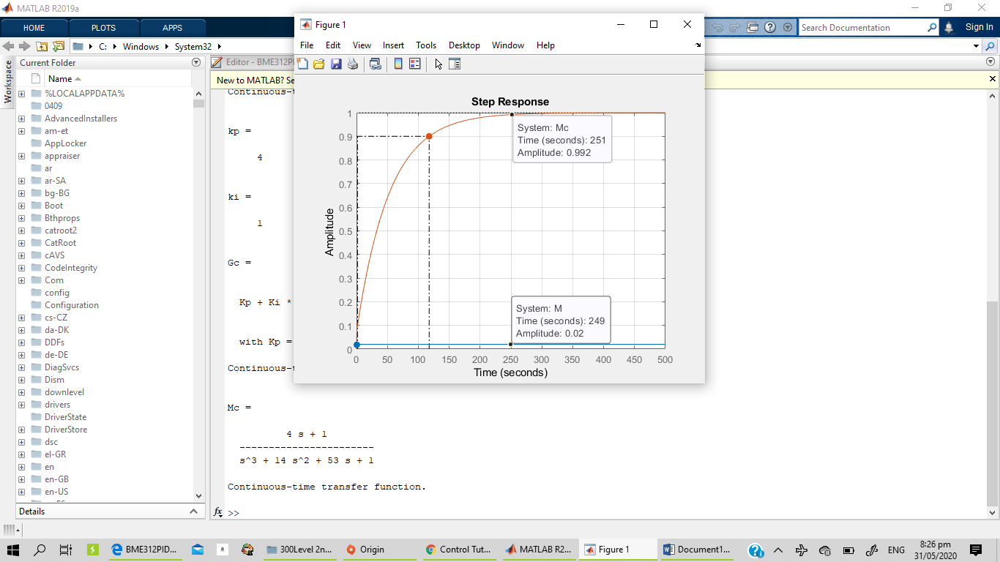 MATLAB R2019a
HOME
PLOTS
APPS
Search Documentation
Sign In
C:
Windows
System32
Current Folder
Workspace
Name
%LOCALAPPDATA%
0409
AdvancedInstallers
am-et
AppLocker
appraiser
ar
ar-SA
bg-BG
Boot
Bthprops
catroot2
CatRoot
cAVS
CodeIntegrity
Com
config
Configuration
cs-CZ
da-DK
DDFs
de-DE
DiagSvcs
Dism
downlevel
drivers
DriverState
DriverStore
dsc
el-GR
en
en-GB
en-US
Details
Editor - BME312PI
New to MATLAB? Se
Continuous-t
kp =
4
ki =
1
Gc =
Kp + Ki *
with Kp =
Continuous-t
Mc =
4 s + 1
-----------------------
s^3 + 14 s^2 + 53 s + 1
Continuous-time transfer function.
fx >>
Figure 1
File Edit View Insert Tools Desktop Window Help
Step Response
System: Mc
Time (seconds): 251
Amplitude: 0.992
System: M
Time (seconds): 249
Amplitude: 0.02
Amplitude
1
0.9
0.8
0.7
0.6
0.5
0.4
0.3
0.2
0.1
0
0 50 100 150 200 250 300 350 400 450 500
Time (seconds)
BME312PID...
300Level 2n...
Origin
Control Tut...
MATLAB R2...
Figure 1
Document1...
ENG
8:26 pm
31/05/2020